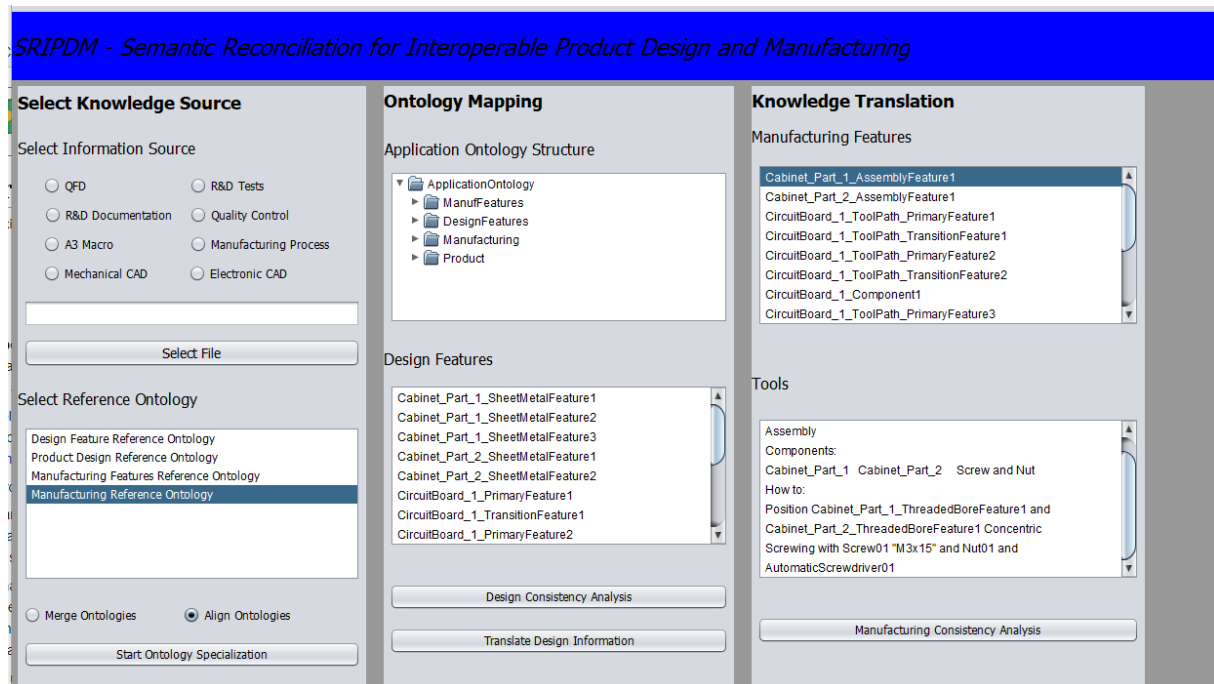 SRIPDM - Semantic Reconciliation for Interoperable Product Design and Manufacturing
Select Knowledge Source
Select Information Source
QFD
R&D Tests
R&D Documentation
Quality Control
A3 Macro
Manufacturing Process
Mechanical CAD
Electronic CAD
Select File
Select Reference Ontology
Design Feature Reference Ontology
Product Design Reference Ontology
Manufacturing Features Reference Ontology
Manufacturing Reference Ontology
Merge Ontologies
Align Ontologies
Start Ontology Specialization
Ontology Mapping
Application Ontology Structure
ApplicationOntology
ManufFeatures
DesignFeatures
Manufacturing
Product
Design Features
Cabinet_Part_1_SheetMetalFeature1
Cabinet_Part_1_SheetMetalFeature2
Cabinet_Part_1_SheetMetalFeature3
Cabinet_Part_2_SheetMetalFeature1
Cabinet_Part_2_SheetMetalFeature2
CircuitBoard_1_PrimaryFeature1
CircuitBoard_1_TransitionFeature1
CircuitBoard_1_PrimaryFeature2
Design Consistency Analysis
Translate Design Information
Knowledge Translation
Manufacturing Features
Cabinet_Part_1_AssemblyFeature1
Cabinet_Part_2_AssemblyFeature1
CircuitBoard_1_ToolPath_PrimaryFeature1
CircuitBoard_1_ToolPath_TransitionFeature1
CircuitBoard_1_ToolPath_PrimaryFeature2
CircuitBoard_1_ToolPath_TransitionFeature2
CircuitBoard_1_Component1
CircuitBoard_1_ToolPath_PrimaryFeature3
Tools
Assembly
Components:
Cabinet_Part_1 Cabinet_Part_2 Screw and Nut
How to:
Position Cabinet_Part_1_ThreadedBoreFeature1 and
Cabinet_Part_2_ThreadedBoreFeature1 Concentric
Screwing with Screw01 "M3x15" and Nut01 and
AutomaticScrewdriver01
Manufacturing Consistency Analysis